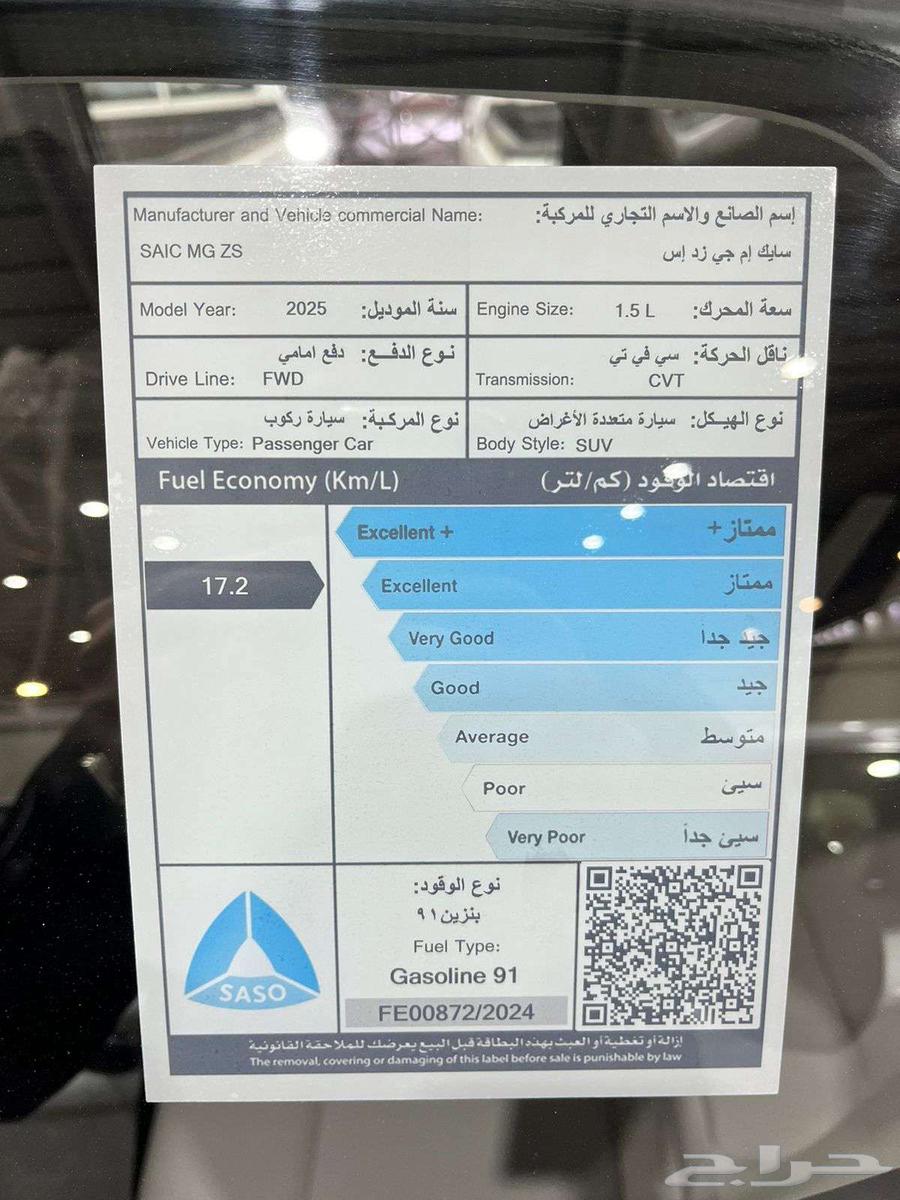 Manufacturer and Vehicle commercial Name: إسم الصانع والاسم التجاري للمركبة:
SAIC MG ZS سايك إم جي زد إس
Model Year: 2025 سنة الموديل: Engine Size: 1.5 L سعة المحرك:
نوع الدفـــع: دفع امامي
Drive Line: FWD
ناقل الحركة: سي في تي
Transmission: CVT
نوع المركبـة: سيارة ركوب
Vehicle Type: Passenger Car
نوع الهيـكل: سيارة متعددة الأغراض
Body Style: SUV
Fuel Economy (Km/L) اقتصاد الوقود (كم/لتر)
Excellent + ممتاز+
17.2 Excellent ممتاز
Very Good جيد جدا
Good جيد
Average متوسط
Poor سيئ
Very Poor سيئ جداً
SASO
نوع الوقود:
بنزين٩١
Fuel Type:
Gasoline 91
FE00872/2024
إزالة أو تغطية أو العبث بهذه البطاقة قبل البيع يعرضك للملاحقة القانونية
The removal, covering or damaging of this label before sale is punishable by law
حراج